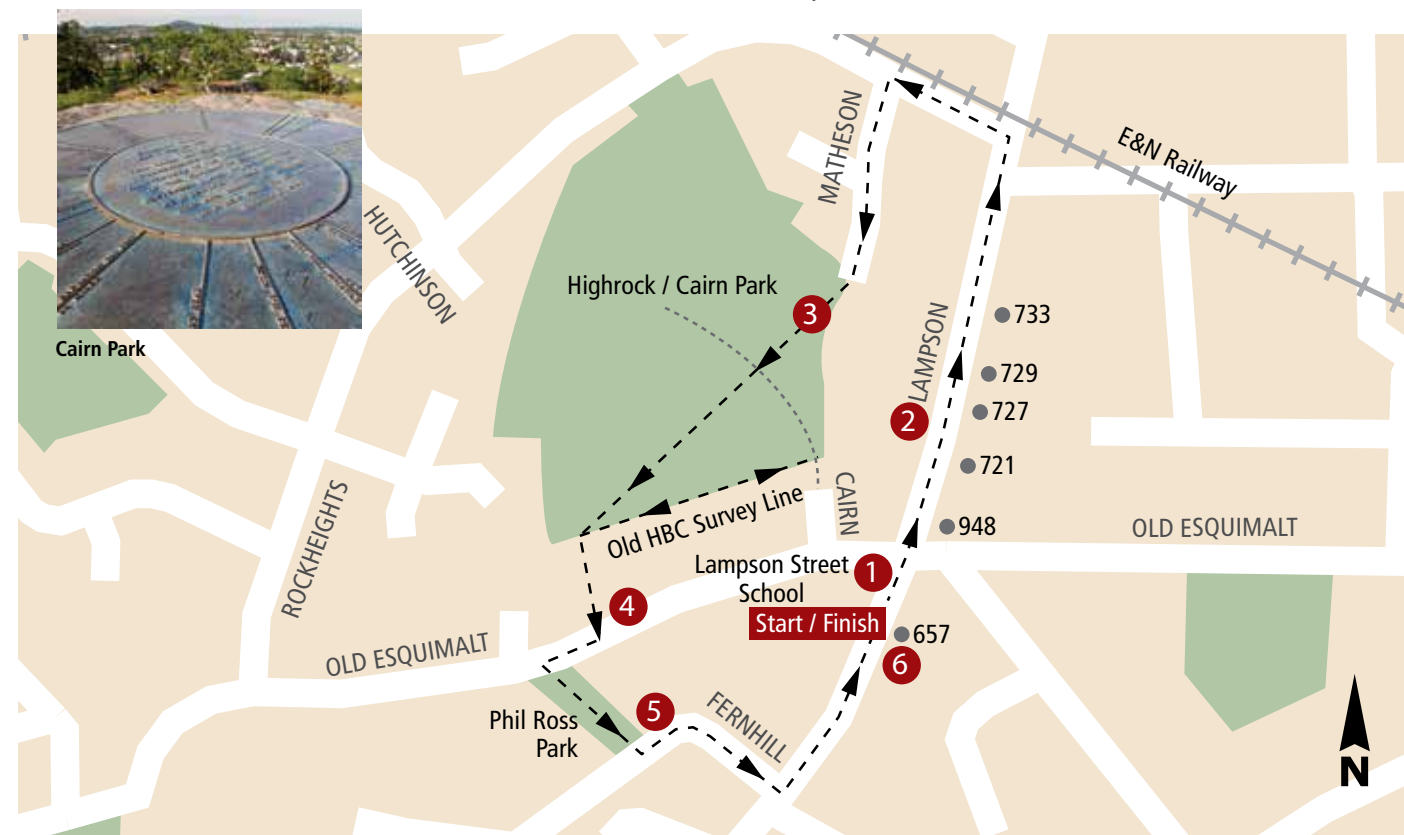 Cairn Park
HUTCHINSON
MATHESON
E&N Railway
Highrock / Cairn Park
3
733
LAMPSON
729
2
727
721
CAIRN
Old HBC Survey Line
ROCKHEIGHTS
948
OLD ESQUIMALT
Lampson Street
School
1
Start / Finish
4
657
6
OLD ESQUIMALT
Phil Ross
Park
5
FERNHILL
N